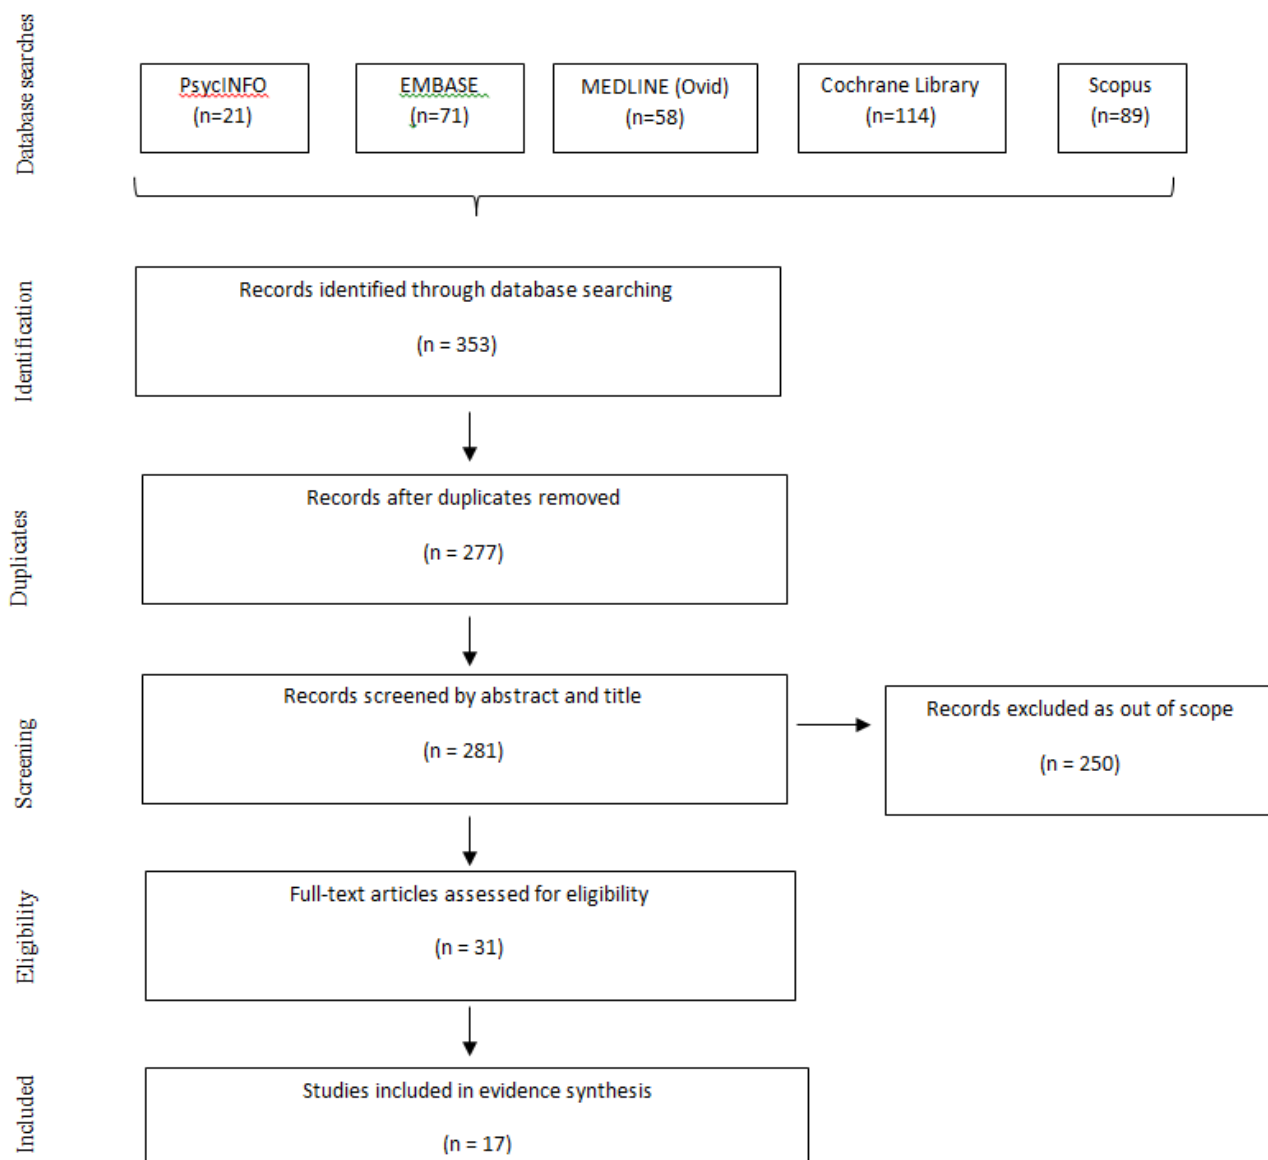 Database searches
PsycINFO
(n=21)
EMBASE
(n=71)
MEDLINE (Ovid)
(n=58)
Cochrane Library
(n=114)
Scopus
(n=89)
Identification
Records identified through database searching
(n = 353)
Duplicates
Records after duplicates removed
(n = 277)
Screening
Records screened by abstract and title
(n = 281)
Records excluded as out of scope
(n = 250)
Eligibility
Full-text articles assessed for eligibility
(n = 31)
Included
Studies included in evidence synthesis
(n = 17)